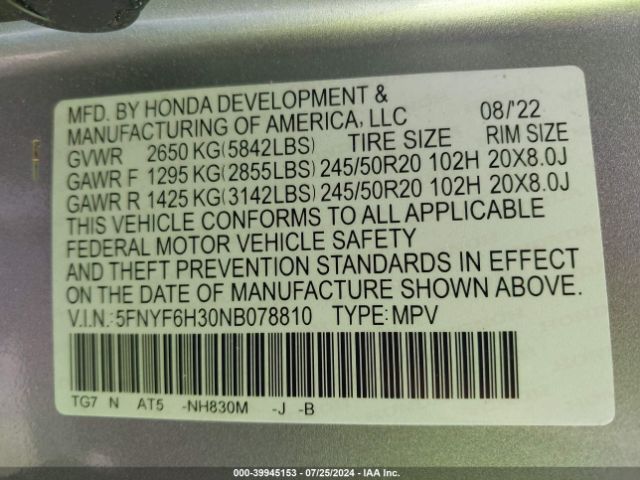 MFD. BY HONDA DEVELOPMENT &
MANUFACTURING OF AMERICA, LLC 08/'22
GVWR 2650 KG(5842LBS) TIRE SIZE RIM SIZE
GAWR F 1295 KG(2855LBS) 245/50R20 102H 20X8.0J
GAWR R 1425 KG(3142LBS) 245/50R20 102H 20X8.0J
THIS VEHICLE CONFORMS TO ALL APPLICABLE
FEDERAL MOTOR VEHICLE SAFETY
AND THEFT PREVENTION STANDARDS IN EFFECT
ON THE DATE OF MANUFACTURE SHOWN ABOVE.
V.I.N.:5FNYF6H30NB078810 TYPE:MPV
TG7 N AT5 -NH830M -J -B
000-39945153 - 07/25/2024 - IAA Inc.